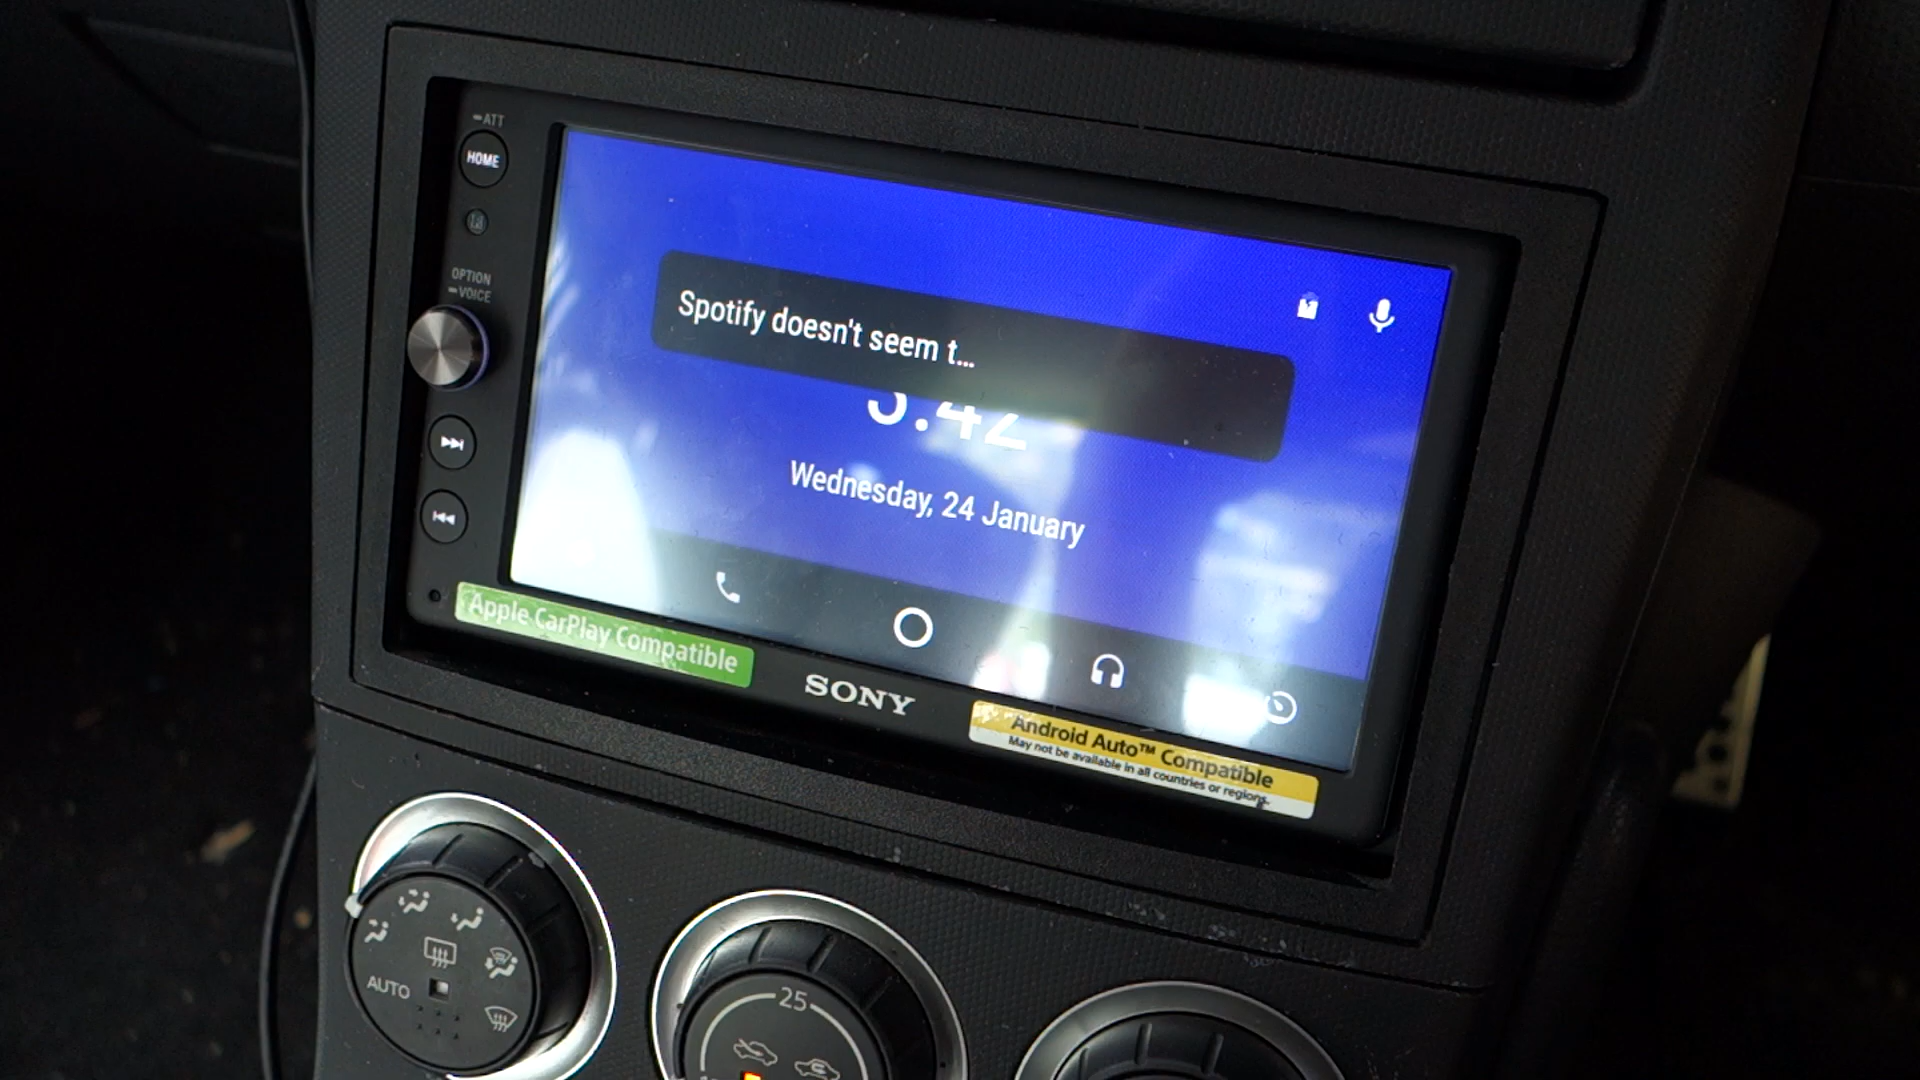 ATT
HOME
OPTION
VOICE
Spotify doesn't seem t...
Wednesday, 24 January
Apple CarPlay Compatible
SONY
Android Auto™ Compatible
May not be available in all countries or regions.
AUTO
25